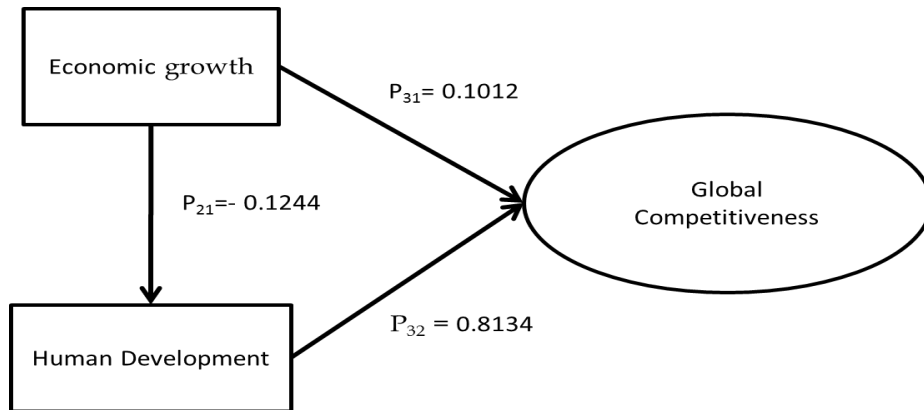 Economic growth
P₃₁= 0.1012
Global
Competitiveness
P₂₁=- 0.1244
P₃₂ = 0.8134
Human Development